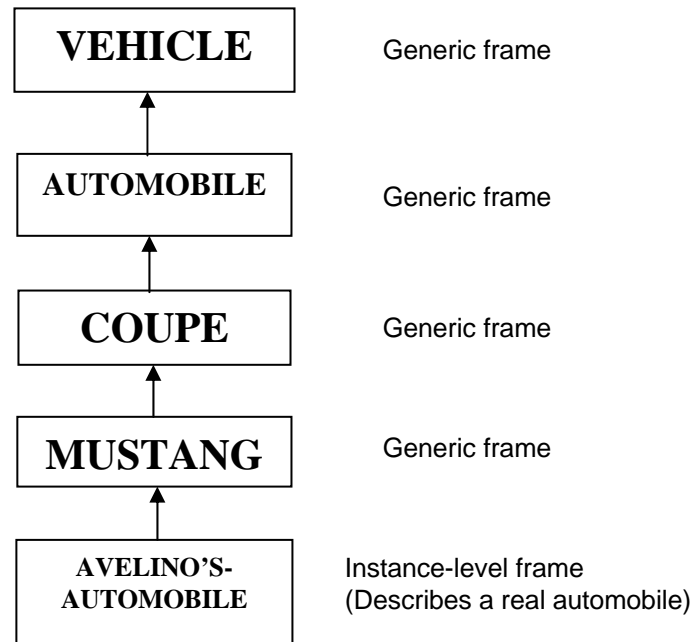 VEHICLE
Generic frame
AUTOMOBILE
Generic frame
COUPE
Generic frame
MUSTANG
Generic frame
AVELINO’S-
AUTOMOBILE
Instance-level frame
(Describes a real automobile)